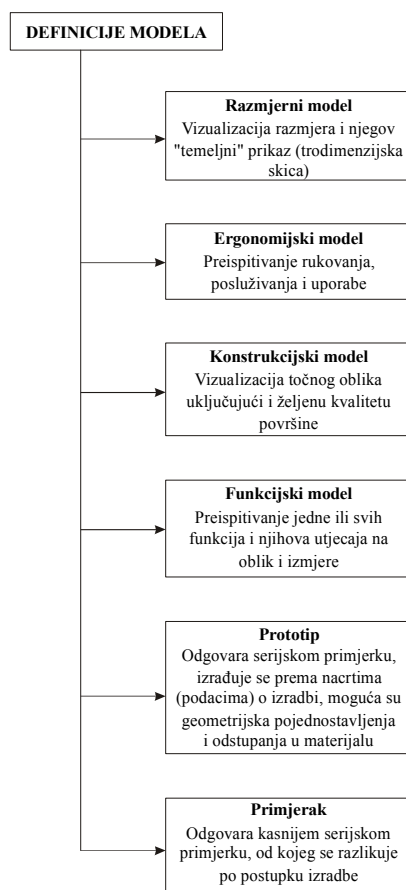 DEFINICIJE MODELA
Razmjerni model
Vizualizacija razmjera i njegov
"temeljni" prikaz (trodimenzijska
skica)
Ergonomijski model
Preispitivanje rukovanja,
posluživanja i uporabe
Konstrukcijski model
Vizualizacija točnog oblika
uključujući i željenu kvalitetu
površine
Funkcijski model
Preispitivanje jedne ili svih
funkcija i njihova utjecaja na
oblik i izmjere
Prototip
Odgovara serijskom primjerku,
izrađuje se prema nacrtima
(podacima) o izradbi, moguća su
geometrijska pojednostavljenja
i odstupanja u materijalu
Primjerak
Odgovara kasnijem serijskom
primjerku, od kojeg se razlikuje
po postupku izradbe